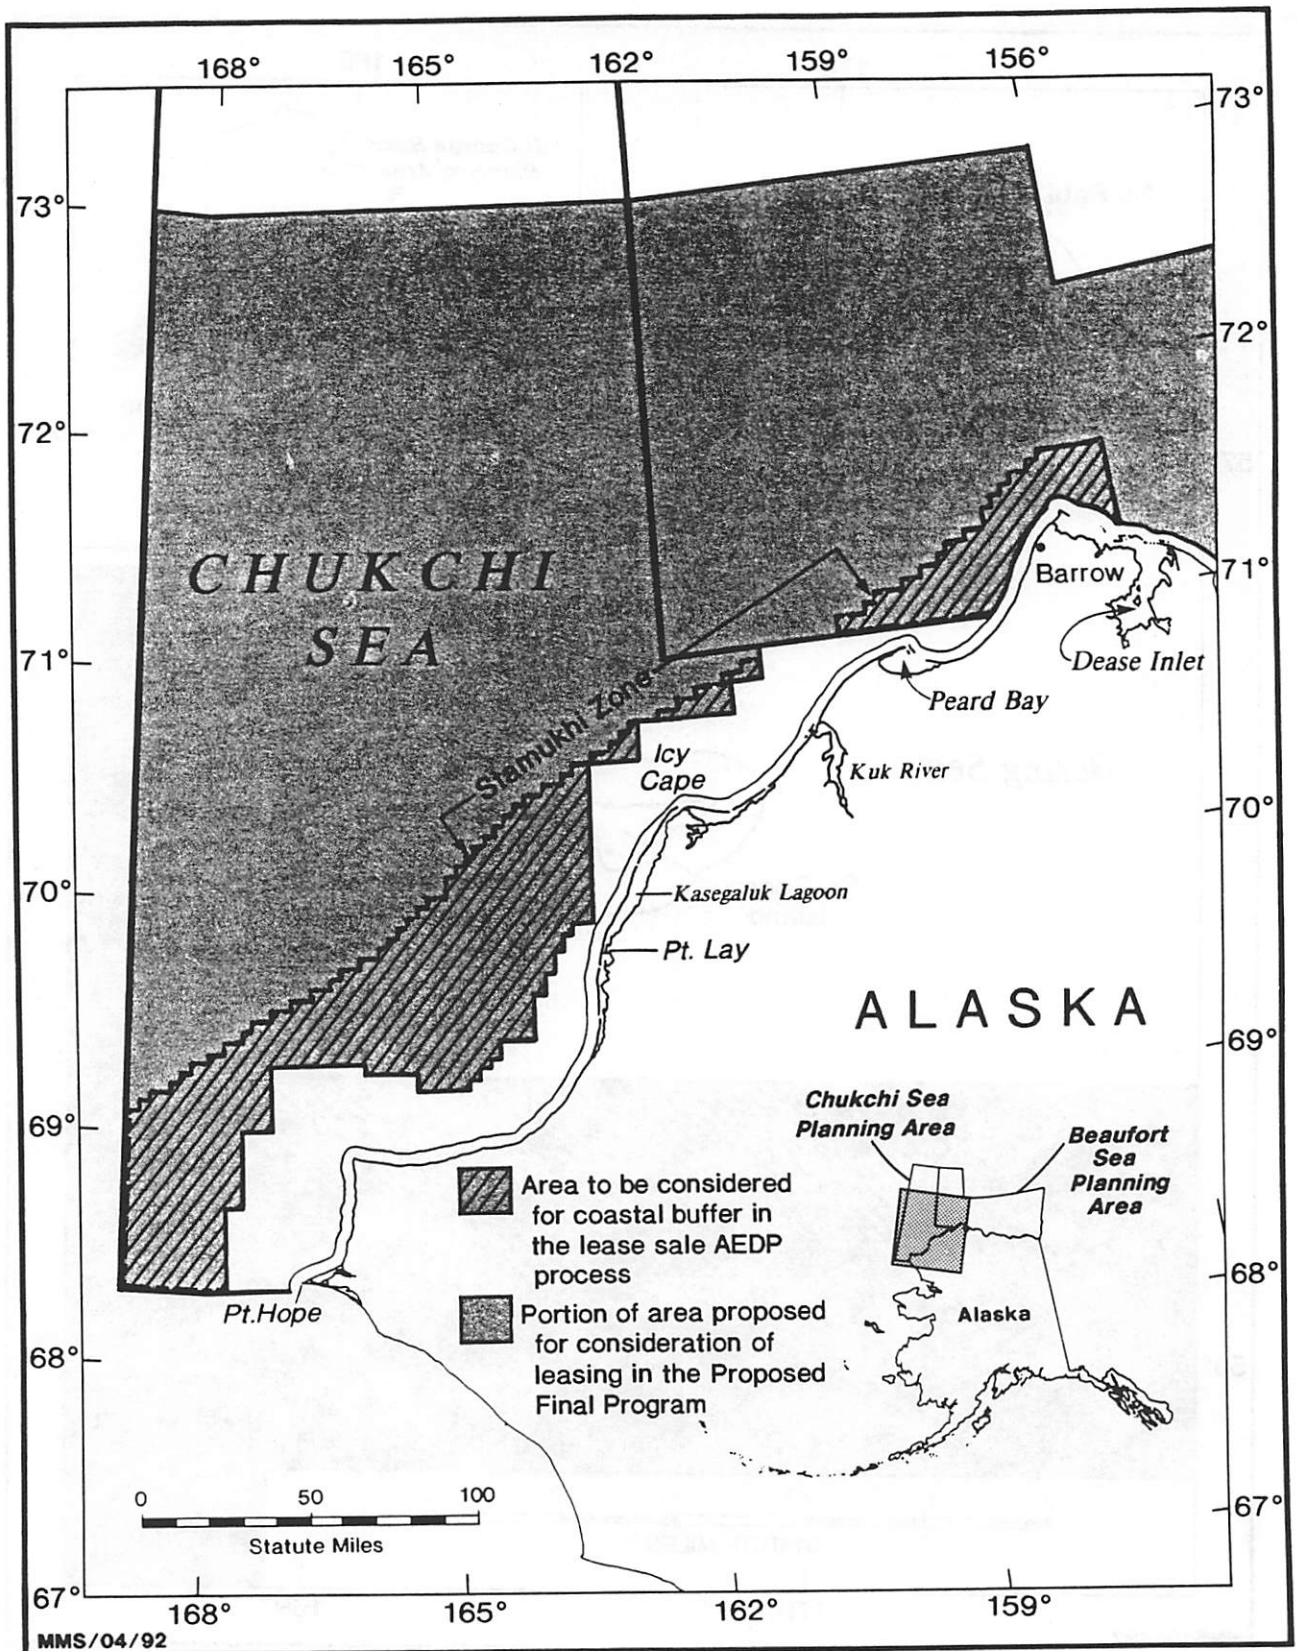 168°
165°
162°
159°
156°
73°
73°
72°
72°
CHUKCHI
SEA
71°
71°
Barrow
Dease Inlet
Peard Bay
Stamukhi Zone
Icy
Cape
Kuk River
70°
70°
Kasegaluk Lagoon
Pt. Lay
ALASKA
69°
69°
Chukchi Sea
Planning Area
Beaufort
Sea
Planning
Area
Area to be considered
for coastal buffer in
the lease sale AEDP
process
68°
Pt.Hope
Portion of area proposed
for consideration of
leasing in the Proposed
Final Program
Alaska
68°
0 50 100
Statute Miles
67°
67°
168°
165°
162°
159°
MMS/04/92